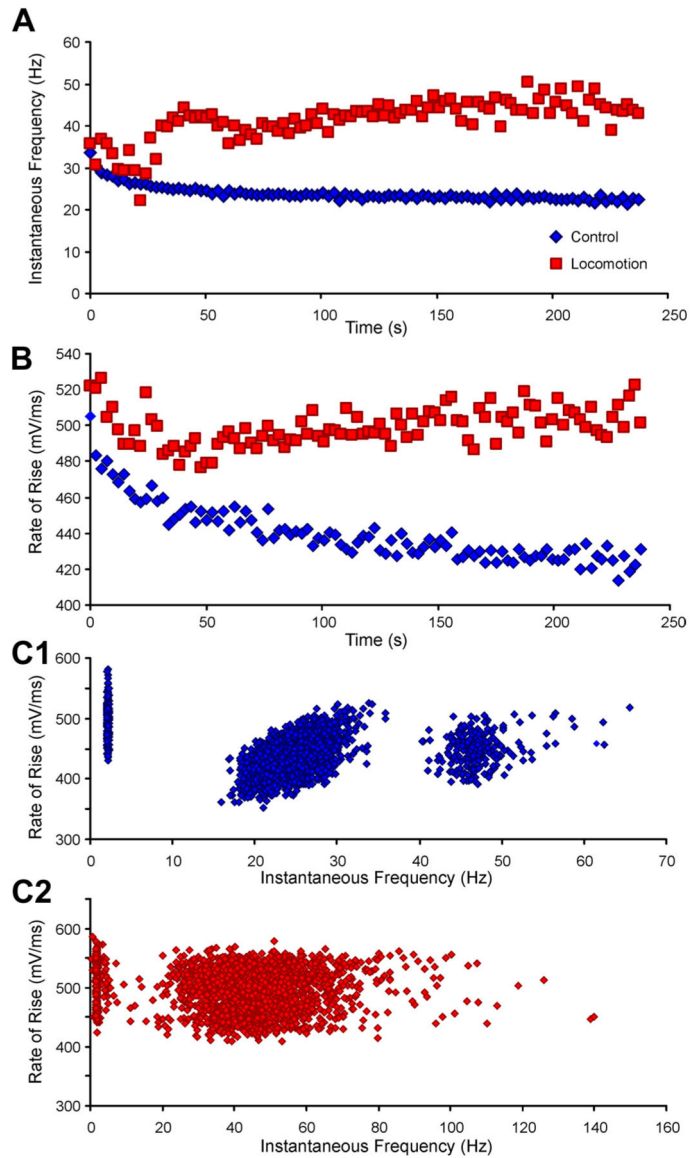 A
Instantaneous Frequency (Hz)
60
50
40
30
20
10
0
Control
Locomotion
0 50 100 150 200 250
Time (s)
B
Rate of Rise (mV/ms)
540
520
500
480
460
440
420
400
0 50 100 150 200 250
Time (s)
C1
Rate of Rise (mV/ms)
600
500
400
300
0 10 20 30 40 50 60 70
Instantaneous Frequency (Hz)
C2
Rate of Rise (mV/ms)
600
500
400
300
0 20 40 60 80 100 120 140 160
Instantaneous Frequency (Hz)